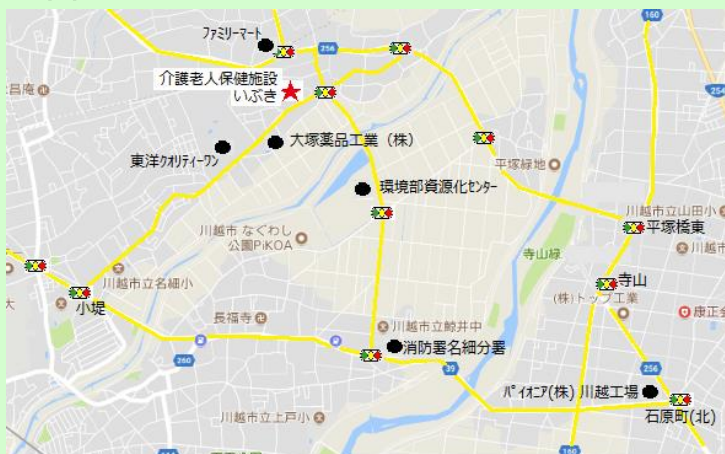 ファミリーマート
256
160
254
介護老人保健施設
いぶき
大塚薬品工業（株）
東洋クオリティーワン
平塚緑地
環境部資源化センター
川越市立山田小
平塚橋東
川越市 なぐわし
公園PiKOA
寺山緑
川越市立名細小
寺山
(株)トップ工業
康正会
小堤
長福寺
川越市立鯨井中
消防署名細分署
260
39
256
パイオニア(株) 川越工場
石原町(北)
川越市立上戸小
160